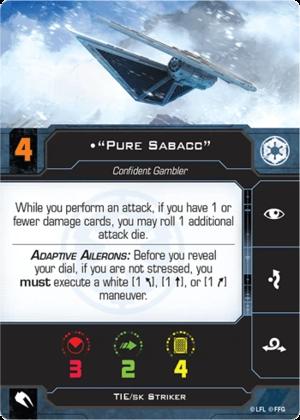 •"Pure Sabacc"
4
Confident Gambler
While you perform an attack, if you have 1 or
fewer damage cards, you may roll 1 additional
attack die.
Adaptive Ailerons: Before you reveal
your dial, if you are not stressed, you
must execute a white (1 ↰), (1 ↑), or (1 ↱)
maneuver.
3 2 4
TIE/sk Striker
©LFL ©FFG